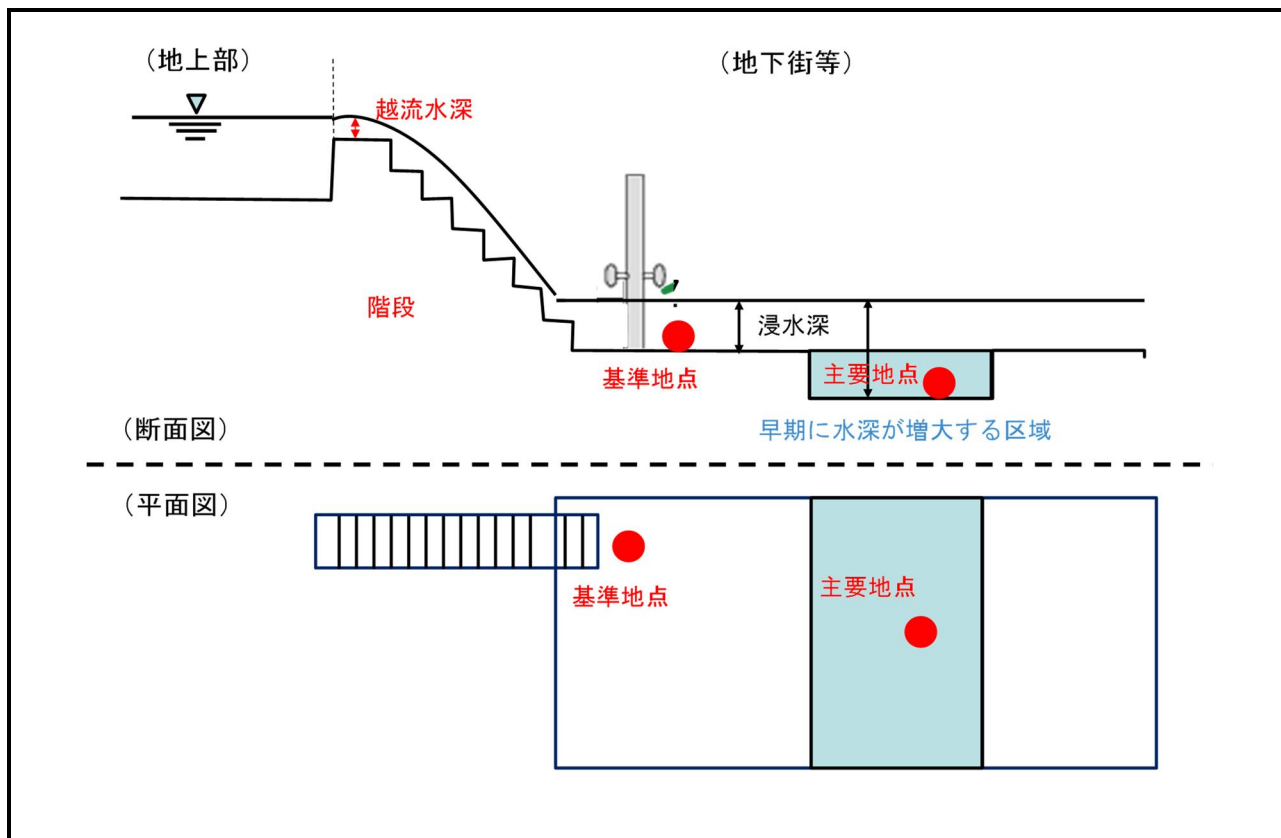 （地上部）
（地下街等）
越流水深
階段
浸水深
基準地点
主要地点
（断面図）
早期に水深が増大する区域
（平面図）
基準地点
主要地点